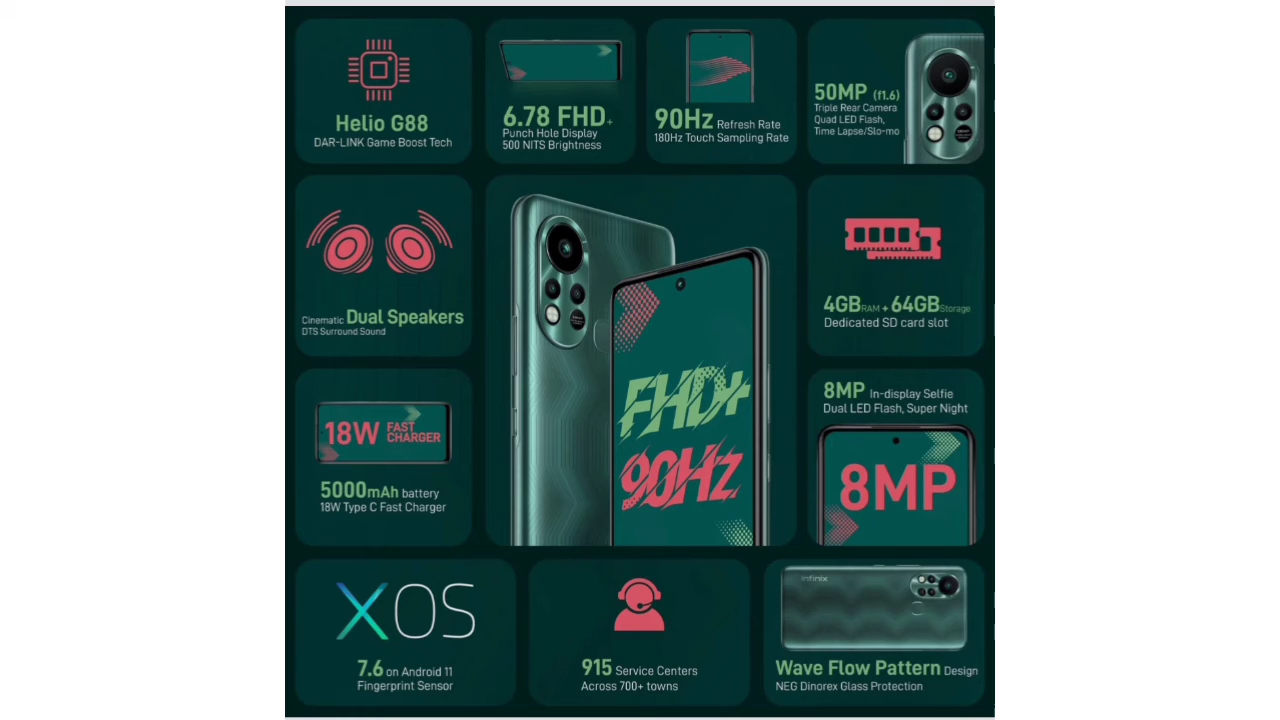 Helio G88
DAR-LINK Game Boost Tech
6.78 FHD+
Punch Hole Display
500 NITS Brightness
90Hz Refresh Rate
180Hz Touch Sampling Rate
50MP (f1.6)
Triple Rear Camera
Quad LED Flash,
Time Lapse/Slo-mo
Cinematic Dual Speakers
DTS Surround Sound
FHD+
90Hz
4GB RAM + 64GB Storage
Dedicated SD card slot
18W FAST
CHARGER
5000mAh battery
18W Type C Fast Charger
8MP In-display Selfie
Dual LED Flash, Super Night
8MP
XOS
7.6 on Android 11
Fingerprint Sensor
915 Service Centers
Across 700+ towns
infinix
Wave Flow Pattern Design
NEG Dinorex Glass Protection